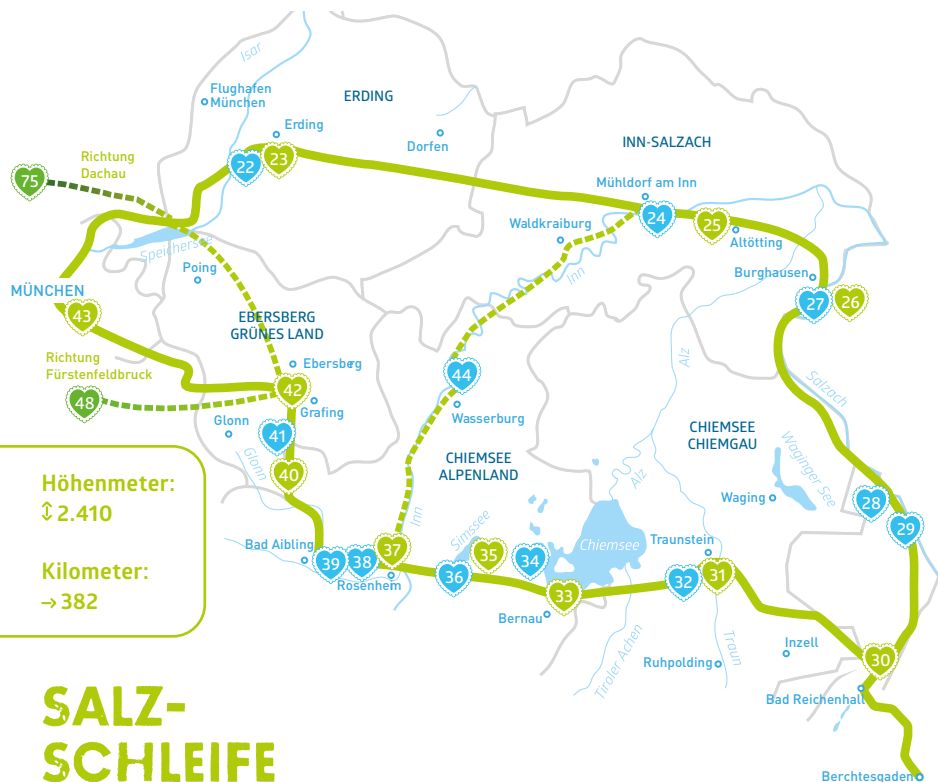 Isar
Flughafen
München
ERDING
Erding
Dorfen
INN-SALZACH
22
23
Richtung
Dachau
75
Mühldorf am Inn
24
25
Waldkraiburg
Altötting
Speichersee
Poing
Inn
Burghausen
27
26
MÜNCHEN
43
EBERSBERG
GRÜNES LAND
Alz
Richtung
Fürstenfeldbruck
48
Ebersberg
42
Grafing
44
Wasserburg
Salzach
Glonn
41
40
Glonn
CHIEMSEE
ALPENLAND
CHIEMSEE
CHIEMGAU
Waginger See
Alz
Waging
28
29
Höhenmeter:
↕ 2.410
Kilometer:
→ 382
Inn
Simssee
Bad Aibling
39
38
37
Rosenhem
36
35
34
Chiemsee
33
Bernau
Traunstein
32
31
Tiroler Achen
Traun
Ruhpolding
Inzell
30
Bad Reichenhall
Berchtesgaden
SALZ-
SCHLEIFE